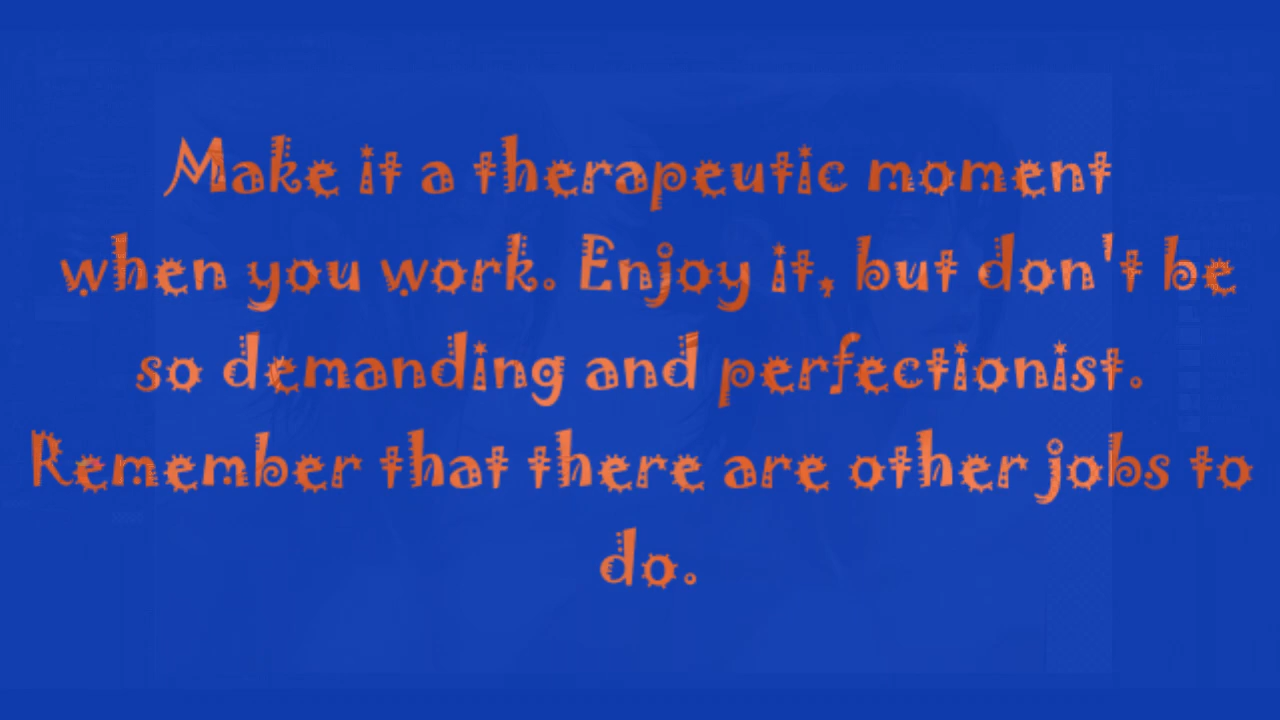 Make it a therapeutic moment
when you work. Enjoy it, but don't be
so demanding and perfectionist.
Remember that there are other jobs to
do.